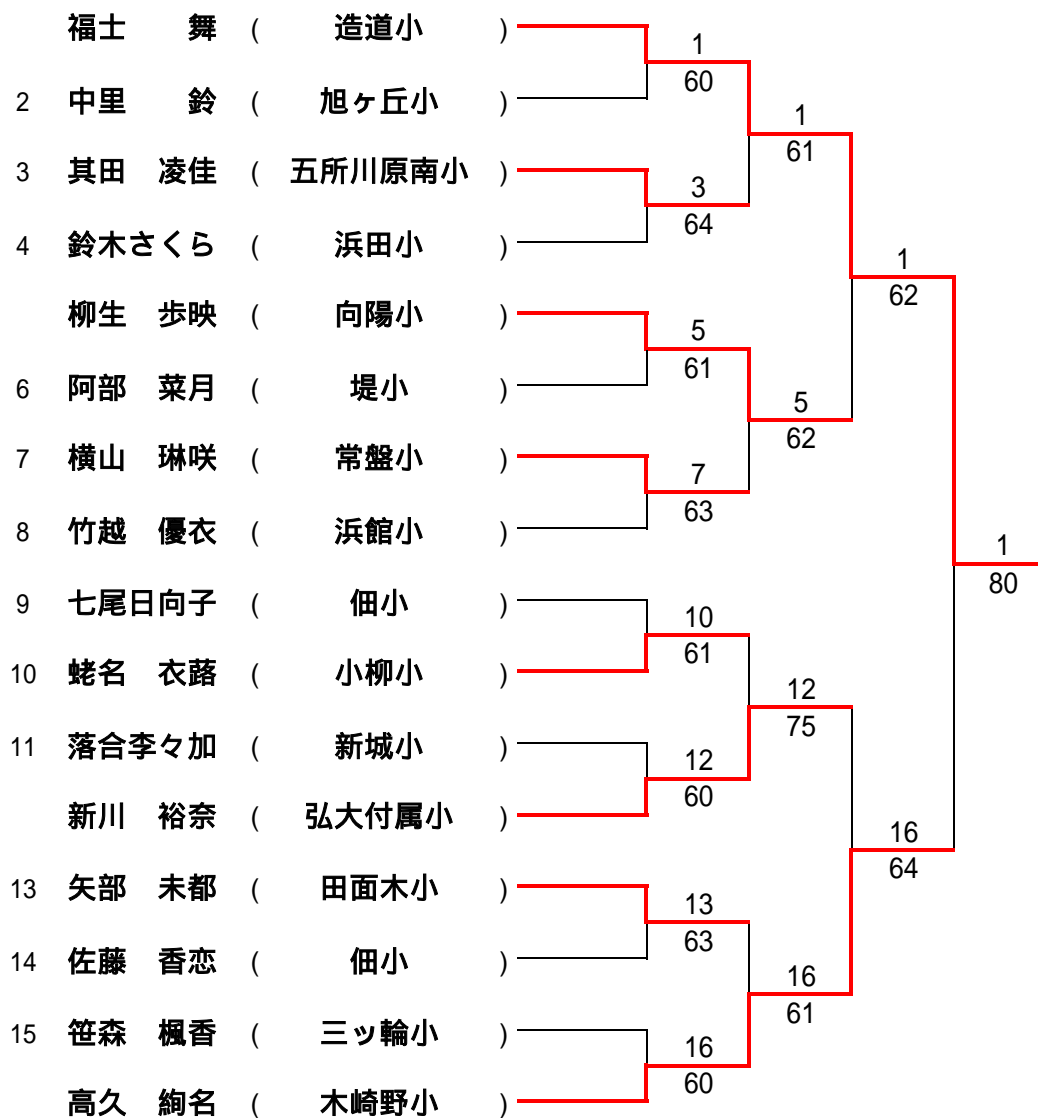 福士　舞 ( 造道小 )
1
60
2 中里　鈴 ( 旭ヶ丘小 )
1
61
3 其田　凌佳 ( 五所川原南小 )
3
64
4 鈴木さくら ( 浜田小 )
1
62
柳生　歩映 ( 向陽小 )
5
61
6 阿部　菜月 ( 堤小 )
5
62
7 横山　琳咲 ( 常盤小 )
7
63
8 竹越　優衣 ( 浜館小 )
1
80
9 七尾日向子 ( 佃小 )
10
61
10 蛯名　衣蕗 ( 小柳小 )
12
75
11 落合李々加 ( 新城小 )
12
60
新川　裕奈 ( 弘大付属小 )
16
64
13 矢部　未都 ( 田面木小 )
13
63
14 佐藤　香恋 ( 佃小 )
16
61
15 笹森　楓香 ( 三ッ輪小 )
16
60
高久　絢名 ( 木崎野小 )